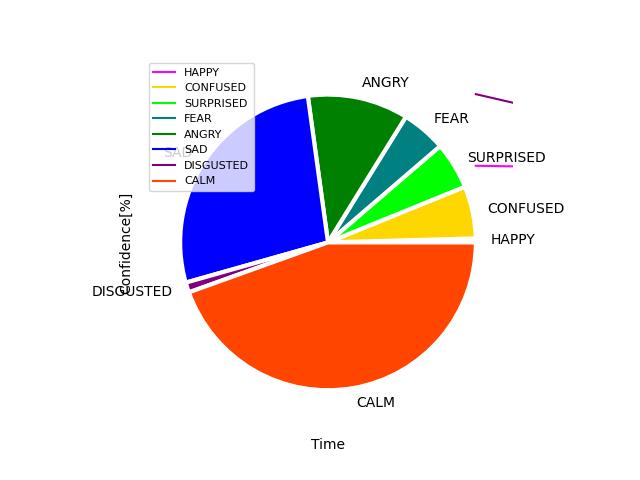 HAPPY
CONFUSED
SURPRISED
FEAR
ANGRY
SAD
DISGUSTED
CALM
ANGRY
FEAR
SURPRISED
CONFUSED
HAPPY
SAD
DISGUSTED
CALM
Confidence[%]
Time